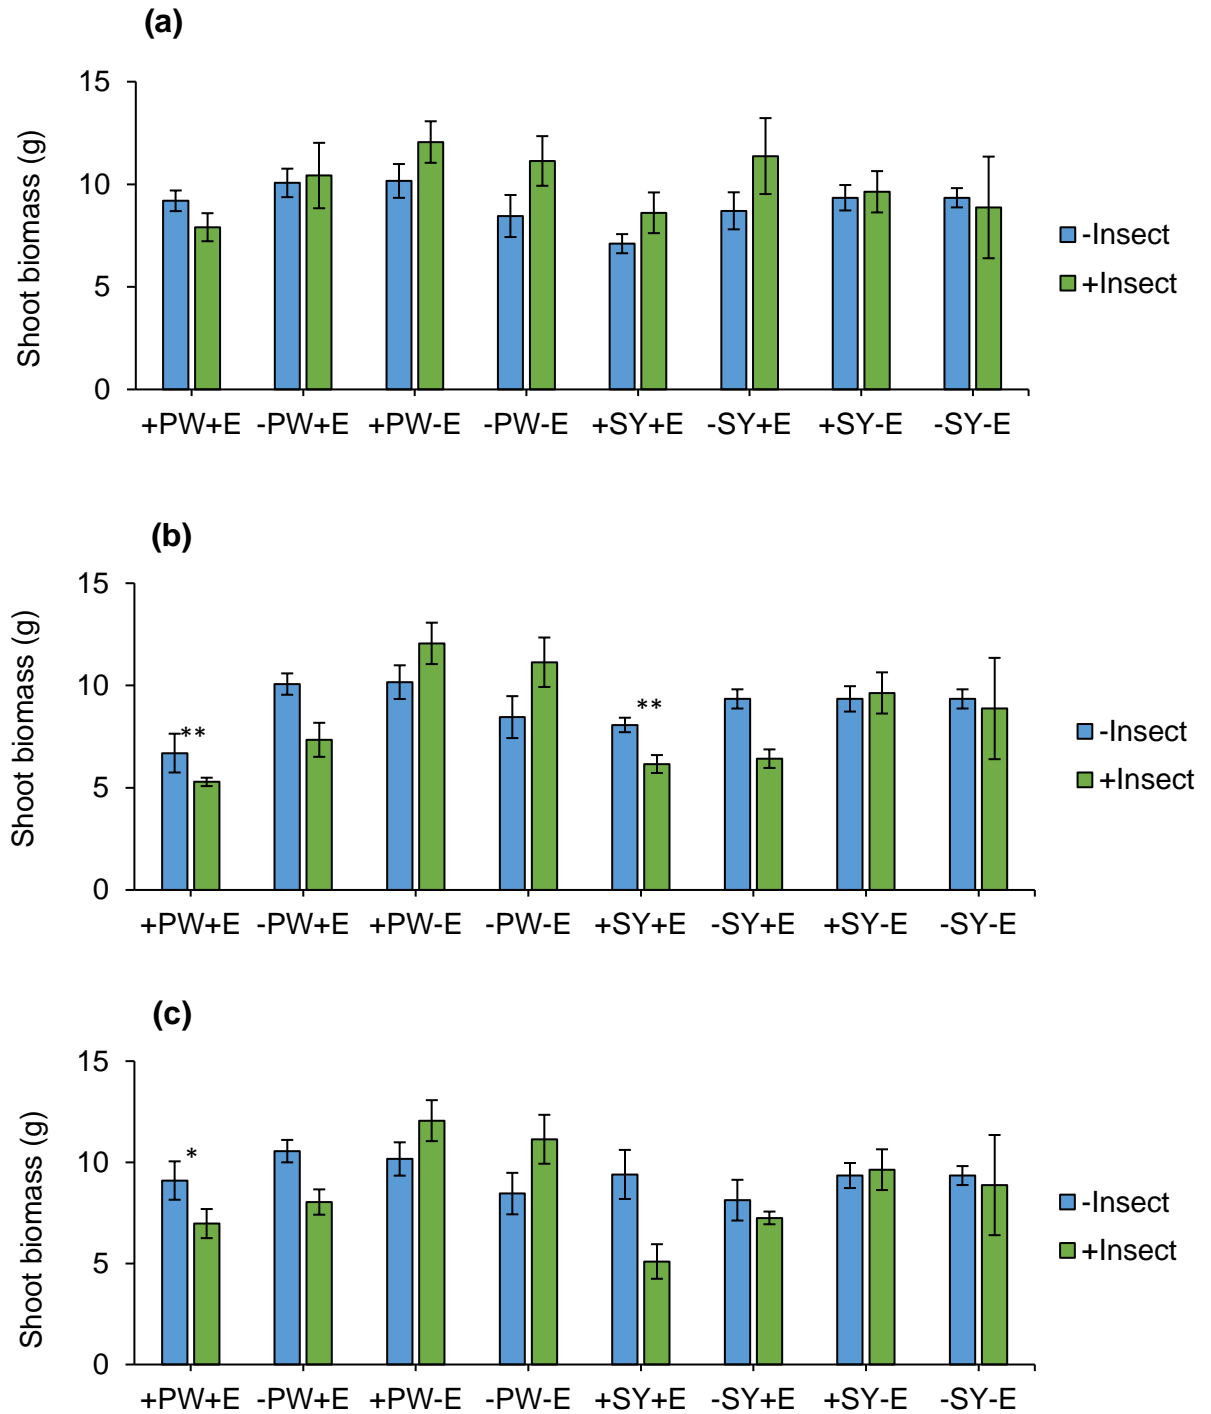 (a)
15
10
5
0
Shoot biomass (g)
+PW+E -PW+E +PW-E -PW-E +SY+E -SY+E +SY-E -SY-E
-Insect
+Insect
(b)
15
10
5
0
Shoot biomass (g)
** **
+PW+E -PW+E +PW-E -PW-E +SY+E -SY+E +SY-E -SY-E
-Insect
+Insect
(c)
15
10
5
0
Shoot biomass (g)
*
+PW+E -PW+E +PW-E -PW-E +SY+E -SY+E +SY-E -SY-E
-Insect
+Insect